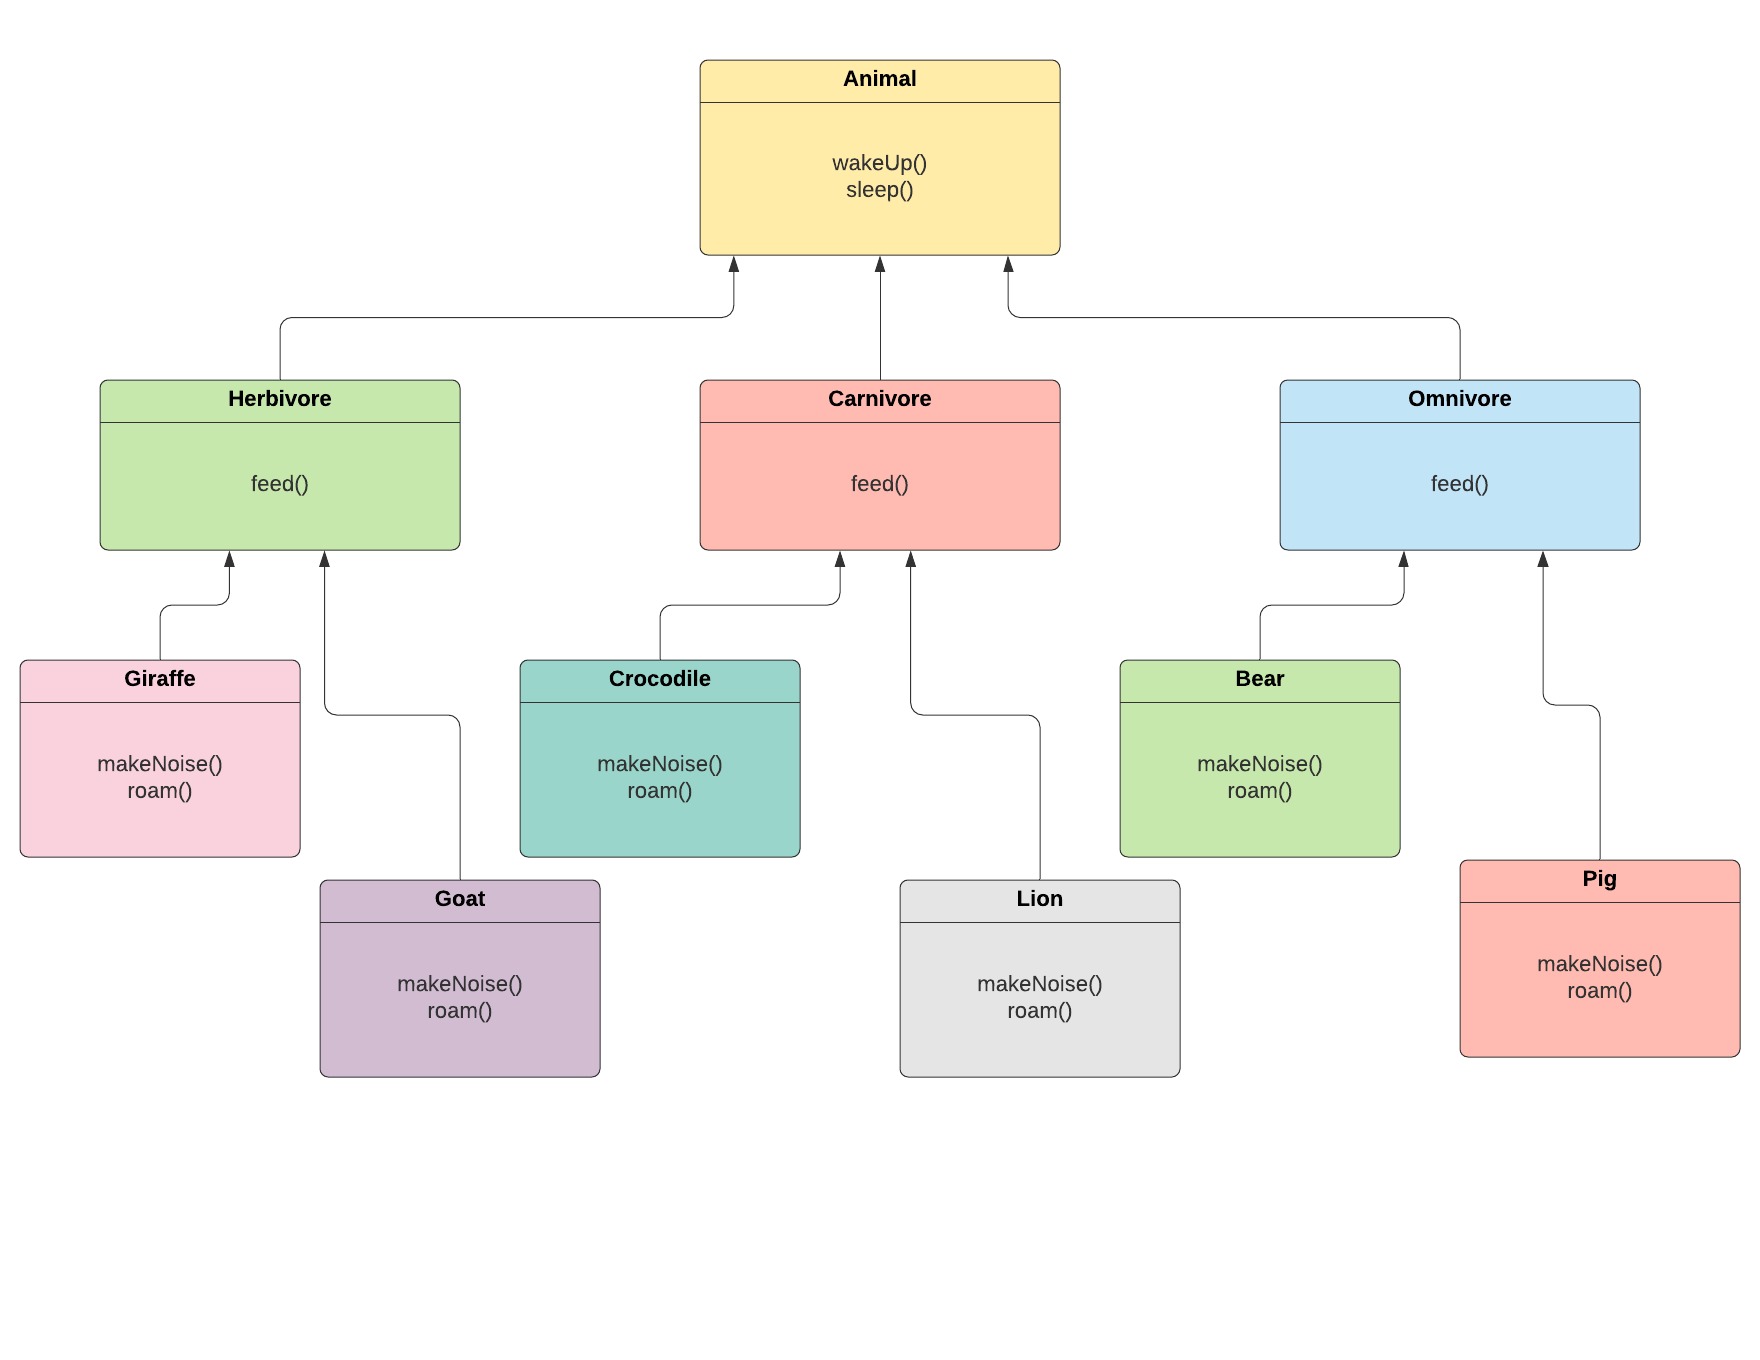 Animal
wakeUp()
sleep()
Herbivore
feed()
Carnivore
feed()
Omnivore
feed()
Giraffe
makeNoise()
roam()
Crocodile
makeNoise()
roam()
Bear
makeNoise()
roam()
Goat
makeNoise()
roam()
Lion
makeNoise()
roam()
Pig
makeNoise()
roam()